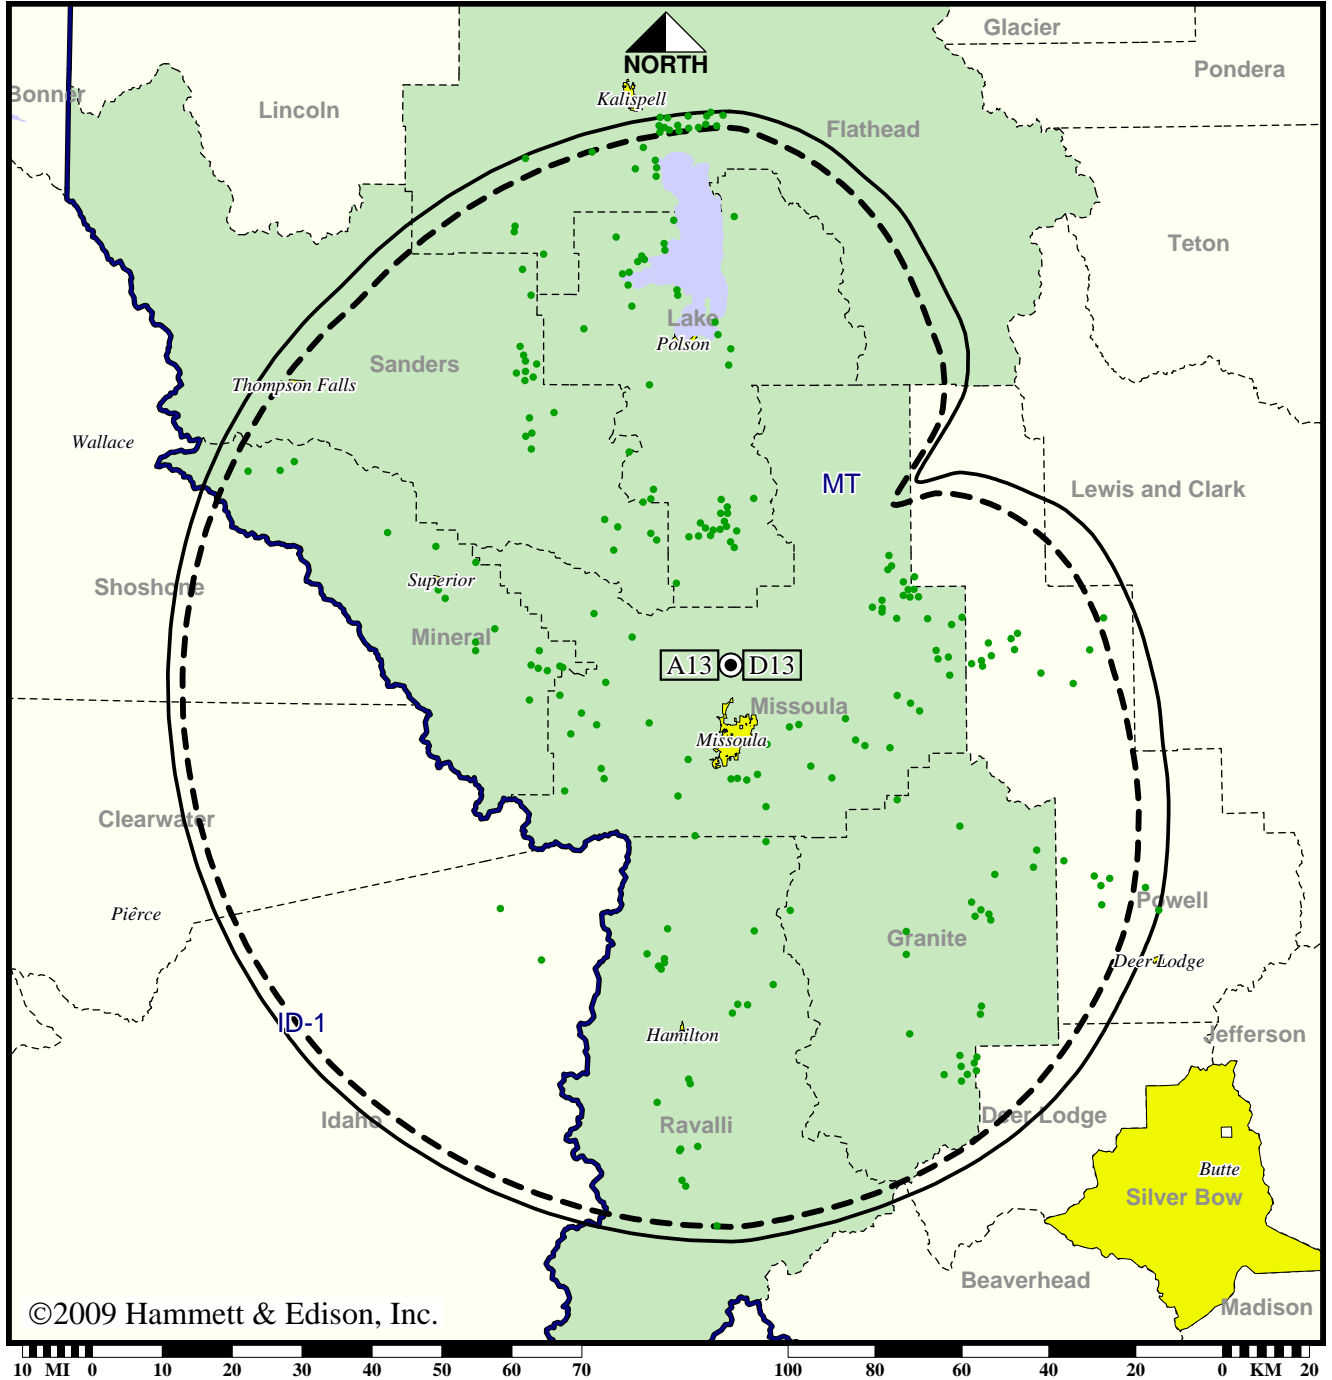 Glacier
Pondera
NORTH
Bonner
Lincoln
Kalispell
Flathead
Teton
Lake
Polson
Sanders
Thompson Falls
Wallace
MT
Lewis and Clark
Shoshone
Superior
Mineral
A13 D13
Missoula
Missoula
Clearwater
Pierce
Powell
Granite
Deer Lodge
ID-1
Hamilton
Jefferson
Idaho
Ravalli
Deer Lodge
Butte
Silver Bow
Beaverhead
Madison
©2009 Hammett & Edison, Inc.
10 MI 0 10 20 30 40 50 60 70 100 80 60 40 20 0 KM 20